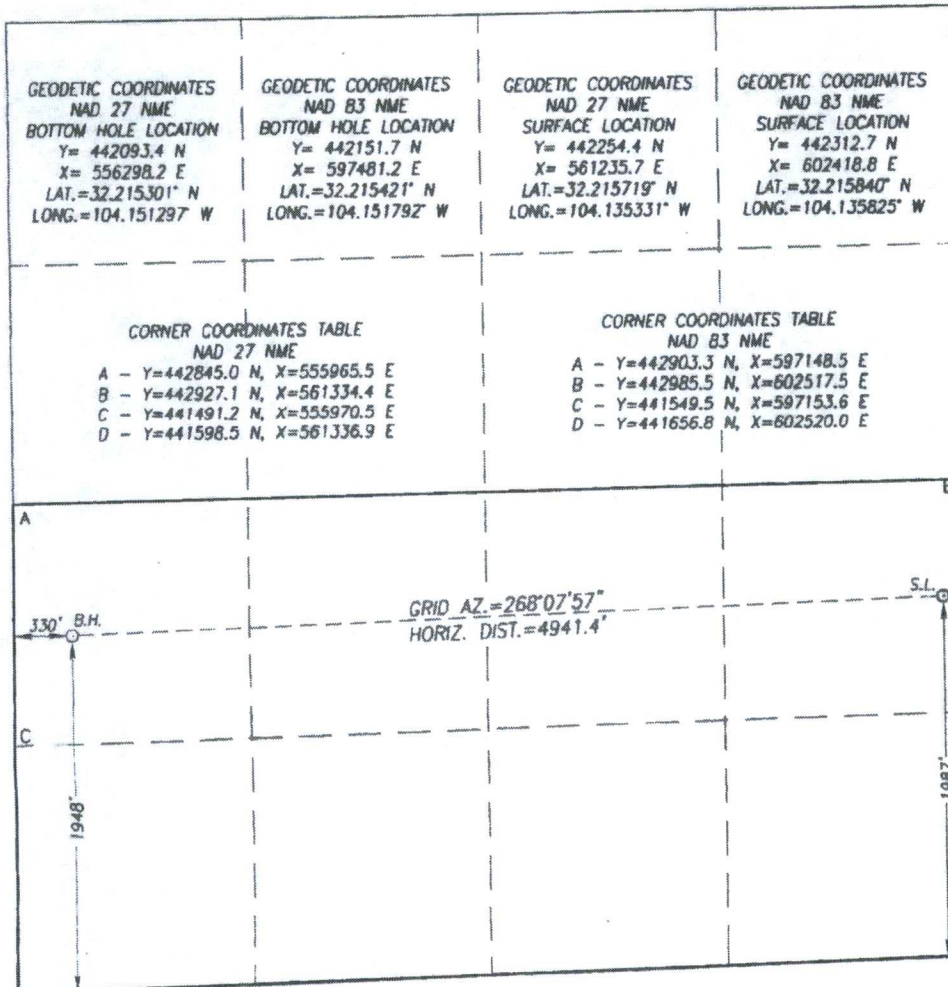 GEODETIC COORDINATES
NAD 27 NME
BOTTOM HOLE LOCATION
Y= 442093.4 N
X= 556298.2 E
LAT.=32.215301° N
LONG.=104.151297° W
GEODETIC COORDINATES
NAD 83 NME
BOTTOM HOLE LOCATION
Y= 442151.7 N
X= 597481.2 E
LAT.=32.215421° N
LONG.=104.151792° W
GEODETIC COORDINATES
NAD 27 NME
SURFACE LOCATION
Y= 442254.4 N
X= 561235.7 E
LAT.=32.215719° N
LONG.=104.135331° W
GEODETIC COORDINATES
NAD 83 NME
SURFACE LOCATION
Y= 442312.7 N
X= 602418.8 E
LAT.=32.215840° N
LONG.=104.135825° W
CORNER COORDINATES TABLE
NAD 27 NME
A - Y=442845.0 N, X=555965.5 E
B - Y=442927.1 N, X=561334.4 E
C - Y=441491.2 N, X=555970.5 E
D - Y=441598.5 N, X=561336.9 E
CORNER COORDINATES TABLE
NAD 83 NME
A - Y=442903.3 N, X=597148.5 E
B - Y=442985.5 N, X=602517.5 E
C - Y=441549.5 N, X=597153.6 E
D - Y=441656.8 N, X=602520.0 E
A
330'
B.H.
GRID AZ.=268°07'57"
HORIZ. DIST.=4941.4'
S.L.
C
1948'
1987'